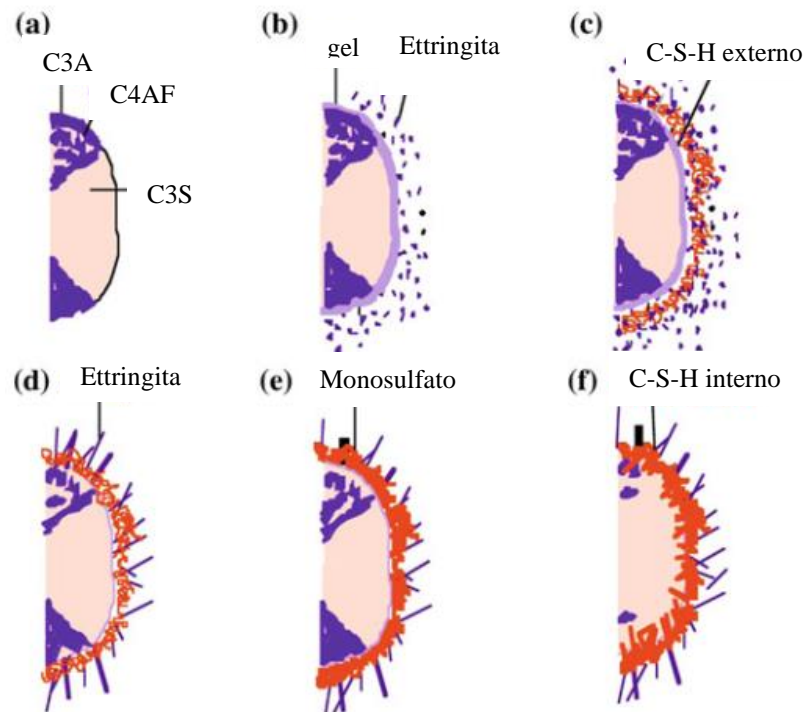 (a)
C3A
C4AF
C3S
(b)
gel Ettringita
(c)
C-S-H externo
(d)
Ettringita
(e)
Monosulfato
(f)
C-S-H interno